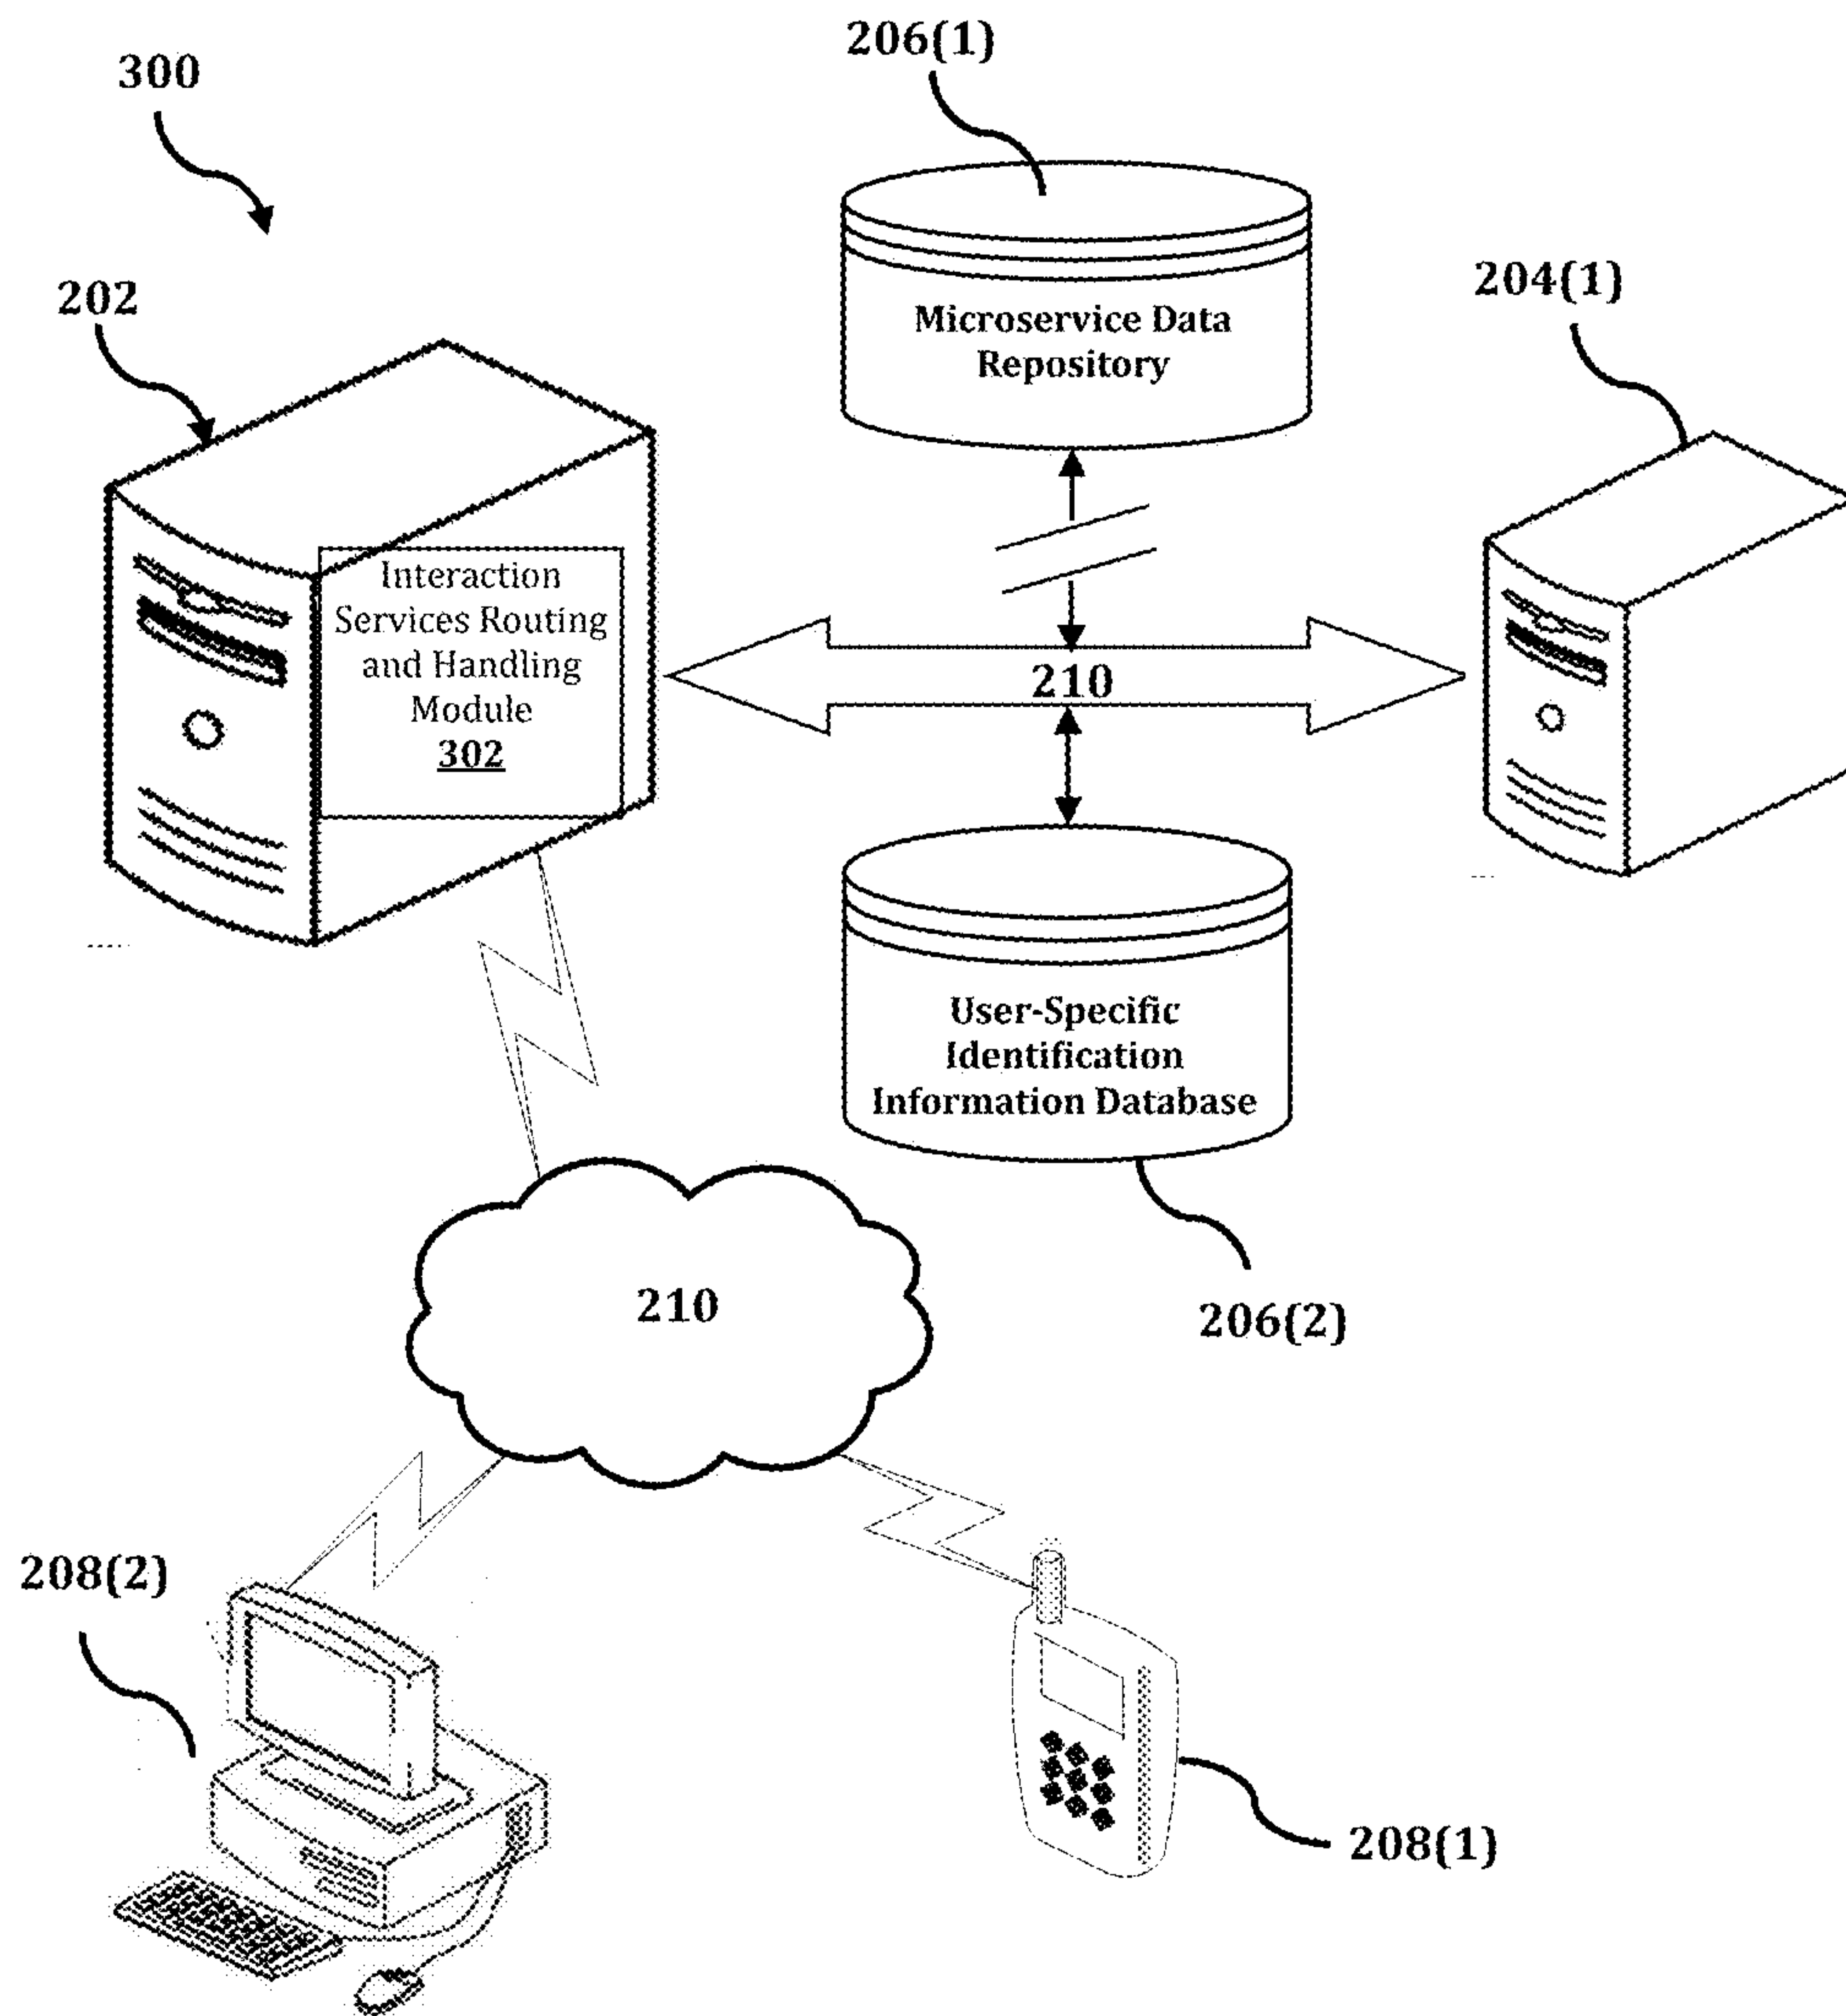 206(1)
300
204(1)
202
Microservice Data
Repository
Interaction
Services Routing
and Handling
Module
302
210
User-Specific
Identification
Information Database
210
206(2)
208(2)
208(1)